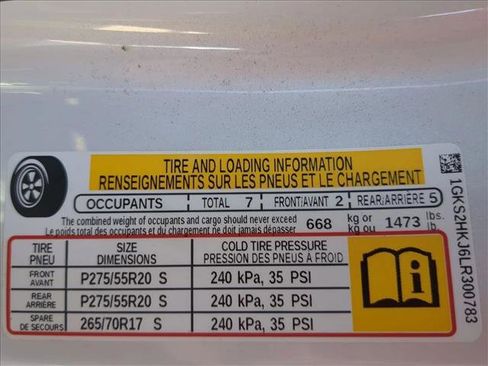 TIRE AND LOADING INFORMATION
RENSEIGNEMENTS SUR LES PNEUS ET LE CHARGEMENT
OCCUPANTS TOTAL 7 FRONT/AVANT 2 REAR/ARRIÈRE 5
The combined weight of occupants and cargo should never exceed
Le poids total des occupants et du chargement ne doit jamais dépasser
668 kg or 1473 lbs.
kg ou lb.
TIRE SIZE COLD TIRE PRESSURE
PNEU DIMENSIONS PRESSION DES PNEUS À FROID
FRONT
AVANT P275/55R20 S 240 kPa, 35 PSI
REAR
ARRIÈRE P275/55R20 S 240 kPa, 35 PSI
SPARE
DE SECOURS 265/70R17 S 240 kPa, 35 PSI
1GKS2HKJ6LR300783